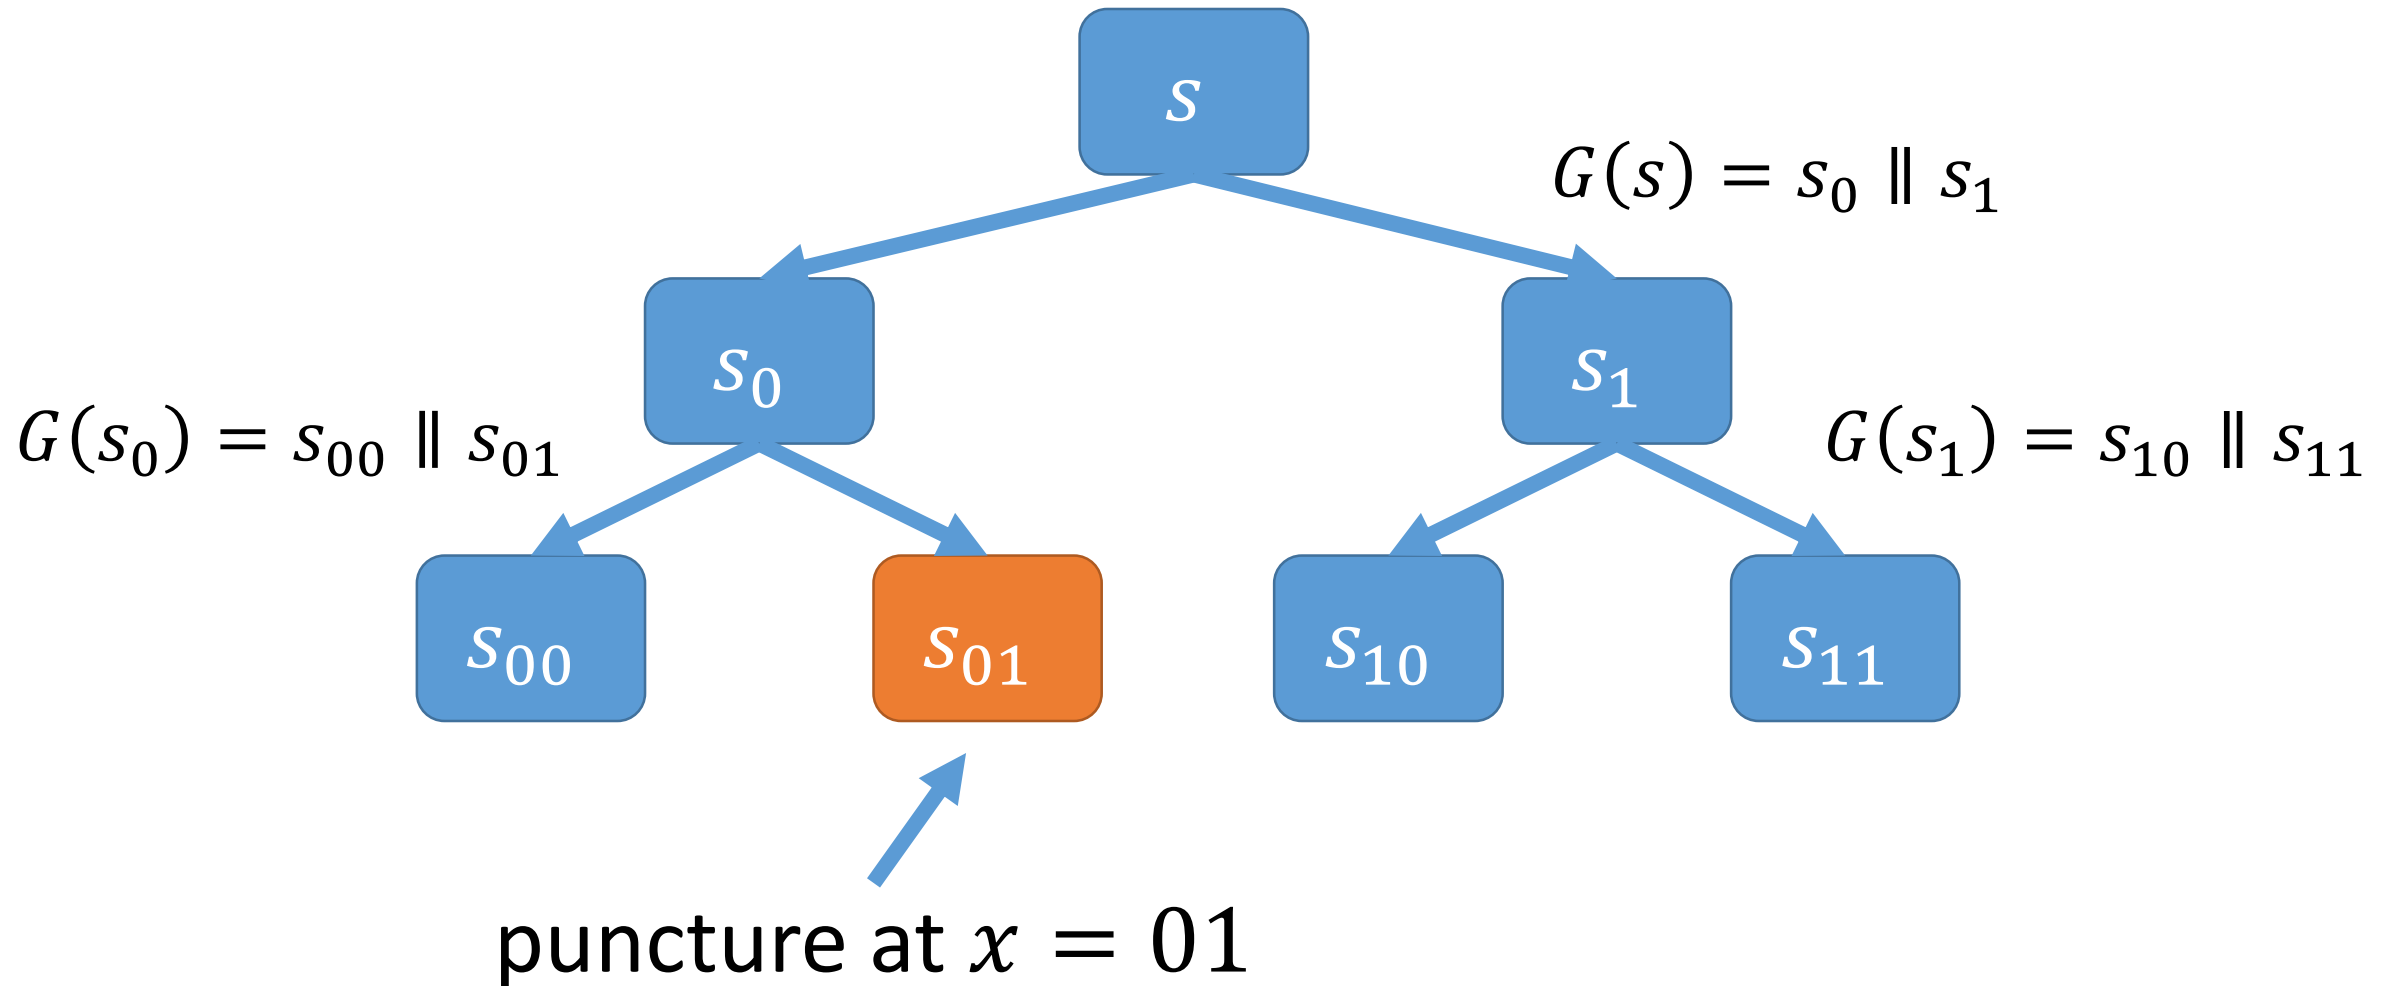 s
G(s) = s₀ ∥ s₁
s₀
s₁
G(s₀) = s₀₀ ∥ s₀₁
G(s₁) = s₁₀ ∥ s₁₁
s₀₀
s₀₁
s₁₀
s₁₁
puncture at x = 01